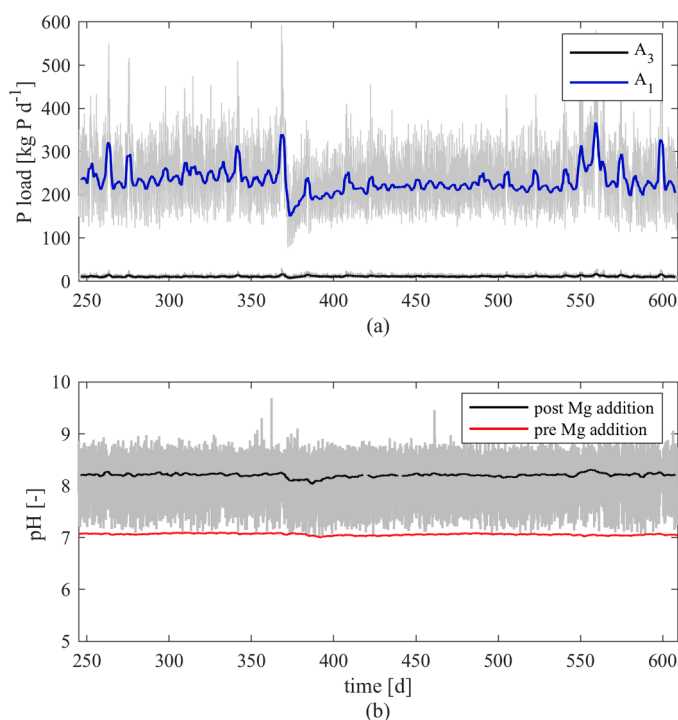 600
500
400
300
200
100
0
P load [kg P d⁻¹]
A₃
A₁
250 300 350 400 450 500 550 600
(a)
10
9
8
7
6
5
pH [-]
post Mg addition
pre Mg addition
250 300 350 400 450 500 550 600
time [d]
(b)